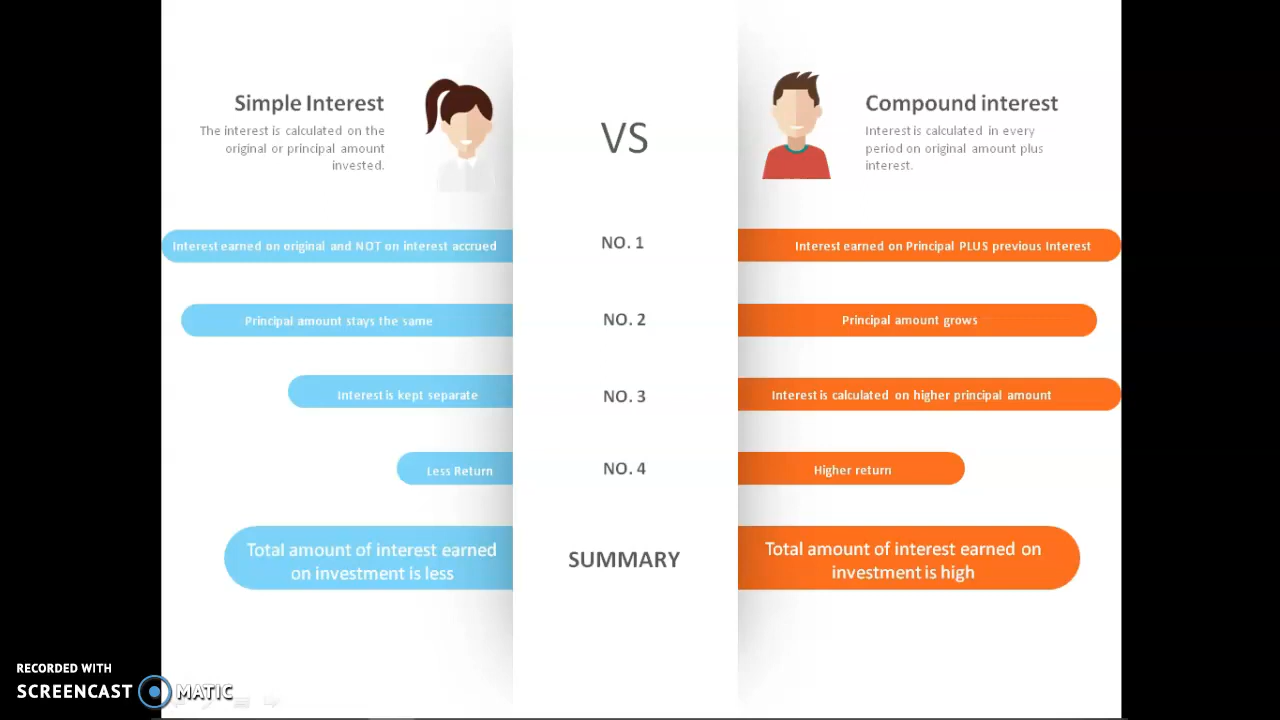 Simple Interest
The interest is calculated on the
original or principal amount
invested.
VS
Compound interest
Interest is calculated in every
period on original amount plus
interest.
Interest earned on original and NOT on interest accrued
NO. 1
Interest earned on Principal PLUS previous Interest
Principal amount stays the same
NO. 2
Principal amount grows
Interest is kept separate
NO. 3
Interest is calculated on higher principal amount
Less Return
NO. 4
Higher return
Total amount of interest earned
on investment is less
SUMMARY
Total amount of interest earned on
investment is high
RECORDED WITH
SCREENCAST MATIC